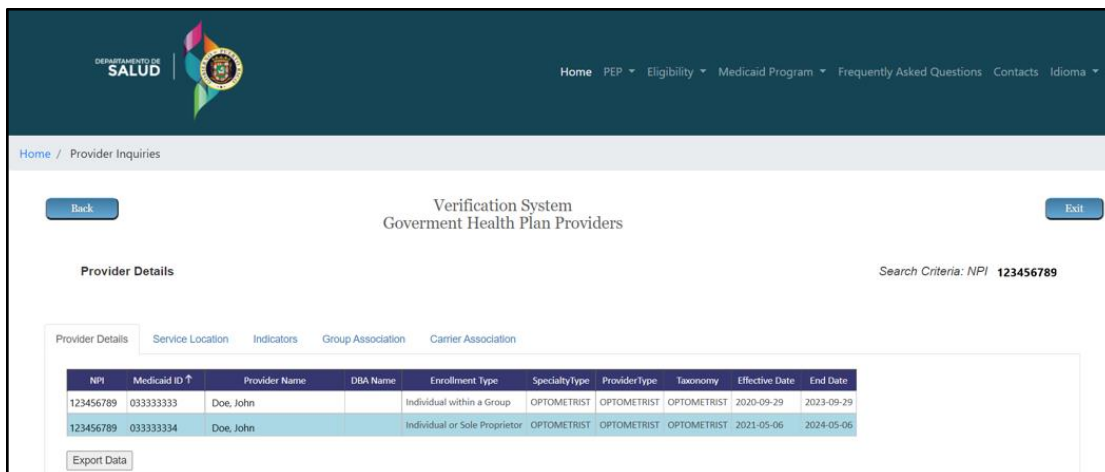 DEPARTAMENTO DE
SALUD
Home PEP Eligibility Medicaid Program Frequently Asked Questions Contacts Idioma
Home / Provider Inquiries
Back
Verification System
Goverment Health Plan Providers
Exit
Provider Details
Search Criteria: NPI 123456789
Provider Details Service Location Indicators Group Association Carrier Association
NPI Medicaid ID ↑ Provider Name DBA Name Enrollment Type SpecialtyType ProviderType Taxonomy Effective Date End Date
123456789 033333333 Doe, John Individual within a Group OPTOMETRIST OPTOMETRIST OPTOMETRIST 2020-09-29 2023-09-29
123456789 033333334 Doe, John Individual or Sole Proprietor OPTOMETRIST OPTOMETRIST OPTOMETRIST 2021-05-06 2024-05-06
Export Data